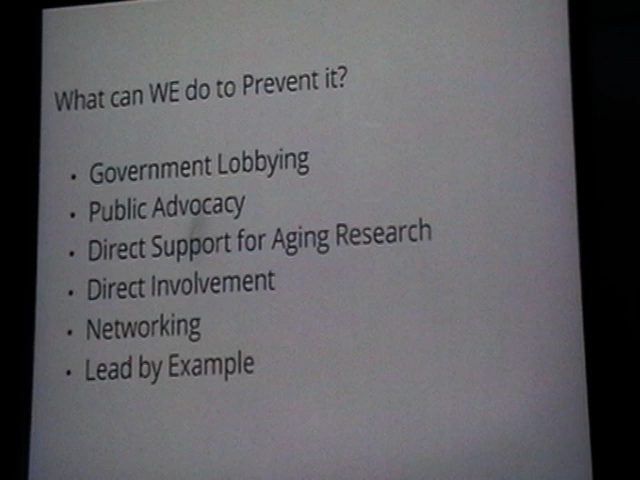 What can WE do to Prevent it?
• Government Lobbying
• Public Advocacy
• Direct Support for Aging Research
• Direct Involvement
• Networking
• Lead by Example